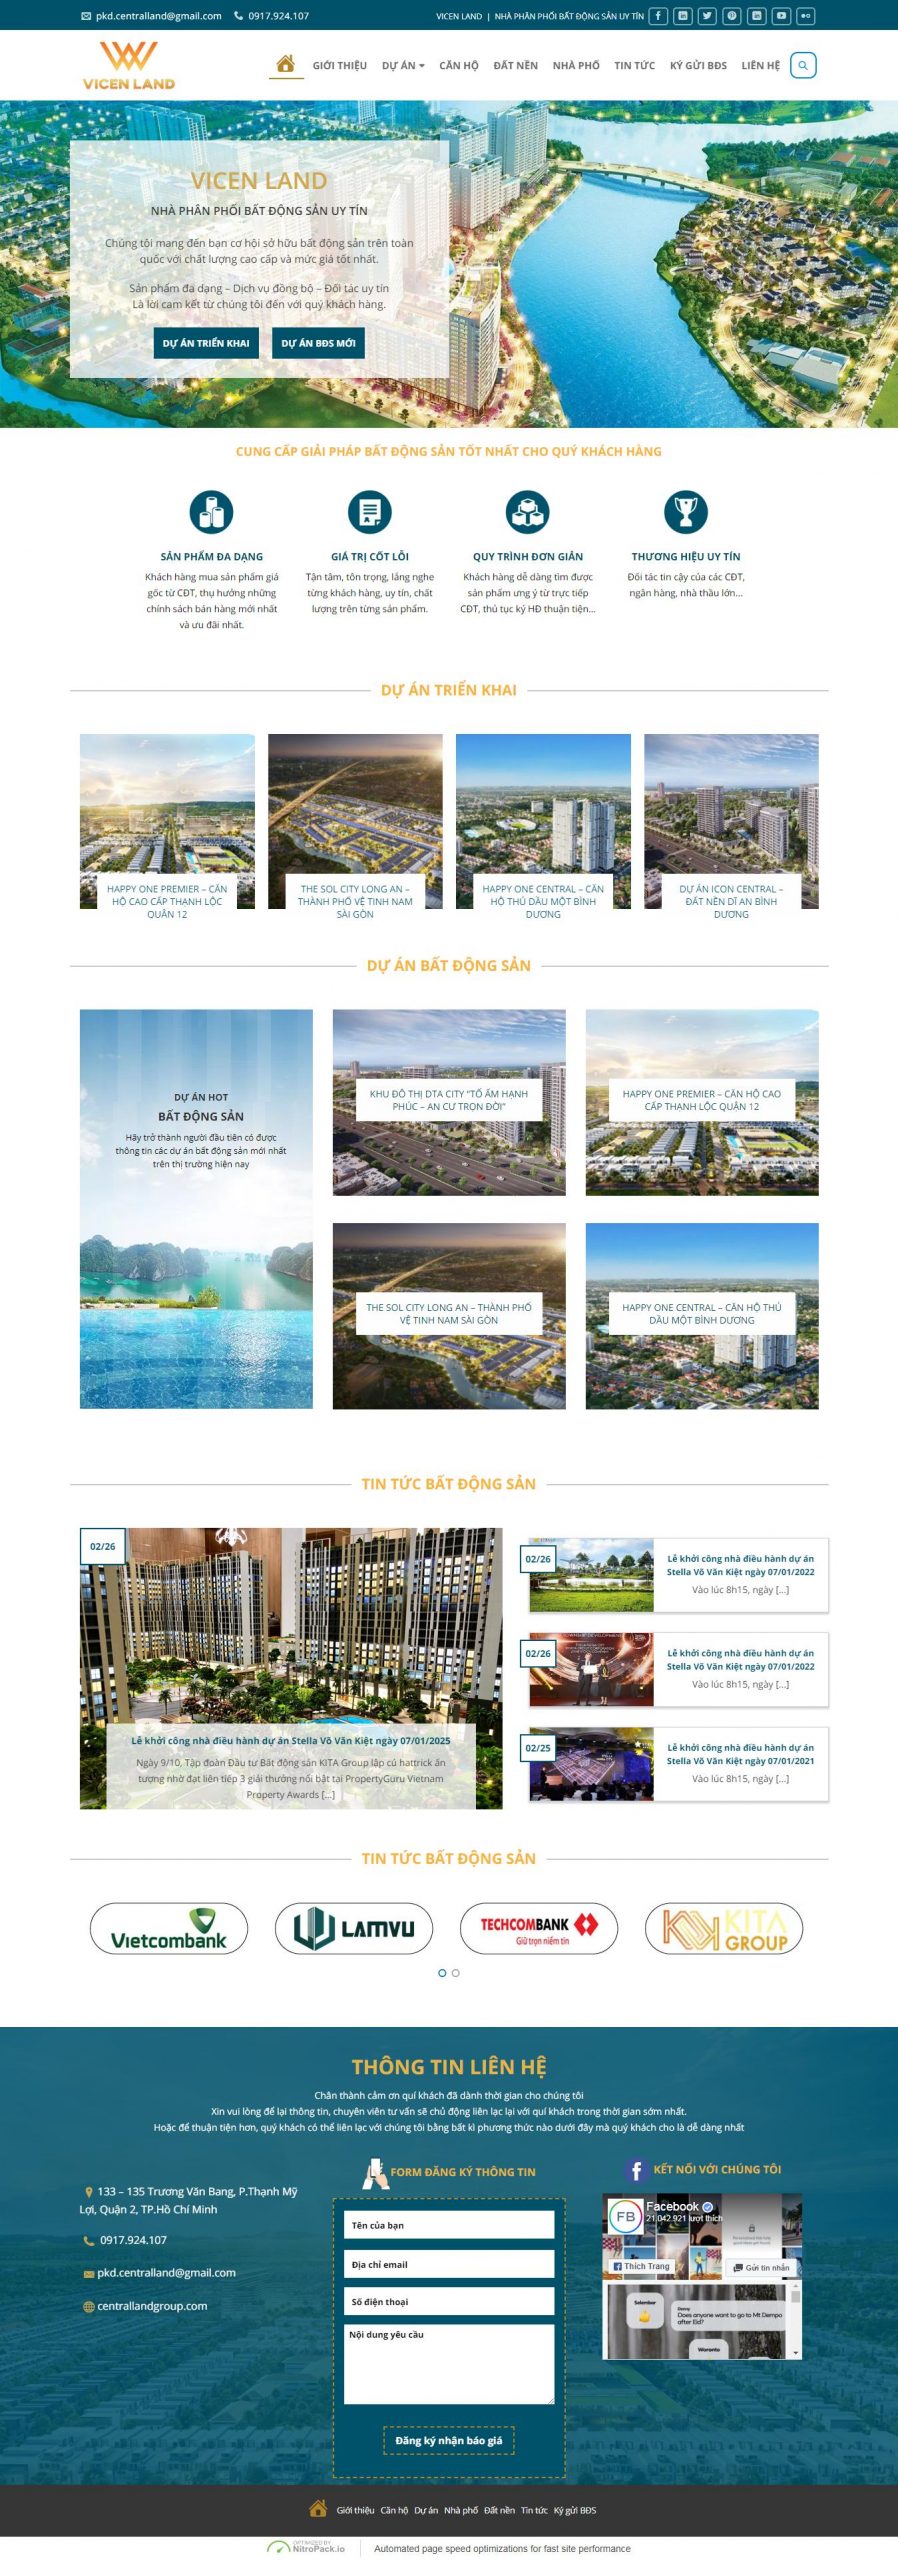 pkd.centralland@gmail.com 0917.924.107 VICEN LAND | NHÀ PHÂN PHỐI BẤT ĐỘNG SẢN UY TÍN
VICEN LAND
GIỚI THIỆU DỰ ÁN CĂN HỘ ĐẤT NỀN NHÀ PHỐ TIN TỨC KÝ GỬI BĐS LIÊN HỆ
VICEN LAND
NHÀ PHÂN PHỐI BẤT ĐỘNG SẢN UY TÍN
Chúng tôi mang đến bạn cơ hội sở hữu bất động sản trên toàn
quốc với chất lượng cao cấp và mức giá tốt nhất.
Sản phẩm đa dạng – Dịch vụ đồng bộ – Đối tác uy tín
Là lời cam kết từ chúng tôi đến với quý khách hàng.
DỰ ÁN TRIỂN KHAI DỰ ÁN BĐS MỚI
CUNG CẤP GIẢI PHÁP BẤT ĐỘNG SẢN TỐT NHẤT CHO QUÝ KHÁCH HÀNG
SẢN PHẨM ĐA DẠNG
Khách hàng mua sản phẩm giá
gốc từ CĐT, thụ hưởng những
chính sách bán hàng mới nhất
và ưu đãi nhất.
GIÁ TRỊ CỐT LÕI
Tận tâm, tôn trọng, lắng nghe
từng khách hàng, uy tín, chất
lượng trên từng sản phẩm.
QUY TRÌNH ĐƠN GIẢN
Khách hàng dễ dàng tìm được
sản phẩm ưng ý từ trực tiếp
CĐT, thủ tục ký HĐ thuận tiện...
THƯƠNG HIỆU UY TÍN
Đối tác tin cậy của các CĐT,
ngân hàng, nhà thầu lớn...
DỰ ÁN TRIỂN KHAI
HAPPY ONE PREMIER – CĂN
HỘ CAO CẤP THẠNH LỘC
QUẬN 12
THE SOL CITY LONG AN –
THÀNH PHỐ VỆ TINH NAM
SÀI GÒN
HAPPY ONE CENTRAL – CĂN
HỘ THỦ DẦU MỘT BÌNH
DƯƠNG
DỰ ÁN ICON CENTRAL –
ĐẤT NỀN DĨ AN BÌNH
DƯƠNG
DỰ ÁN BẤT ĐỘNG SẢN
DỰ ÁN HOT
BẤT ĐỘNG SẢN
Hãy trở thành người đầu tiên có được
thông tin các dự án bất động sản mới nhất
trên thị trường hiện nay
KHU ĐÔ THỊ DTA CITY "TỔ ẤM HẠNH
PHÚC – AN CƯ TRỌN ĐỜI"
HAPPY ONE PREMIER – CĂN HỘ CAO
CẤP THẠNH LỘC QUẬN 12
THE SOL CITY LONG AN – THÀNH PHỐ
VỆ TINH NAM SÀI GÒN
HAPPY ONE CENTRAL – CĂN HỘ THỦ
DẦU MỘT BÌNH DƯƠNG
TIN TỨC BẤT ĐỘNG SẢN
02/26
Lễ khởi công nhà điều hành dự án Stella Võ Văn Kiệt ngày 07/01/2025
Ngày 9/10, Tập đoàn Đầu tư Bất động sản KITA Group lập cú hattrick ấn
tượng nhờ đạt liên tiếp 3 giải thưởng nổi bật tại PropertyGuru Vietnam
Property Awards [...]
02/26
Lễ khởi công nhà điều hành dự án
Stella Võ Văn Kiệt ngày 07/01/2022
Vào lúc 8h15, ngày [...]
02/26
Lễ khởi công nhà điều hành dự án
Stella Võ Văn Kiệt ngày 07/01/2022
Vào lúc 8h15, ngày [...]
02/25
Lễ khởi công nhà điều hành dự án
Stella Võ Văn Kiệt ngày 07/01/2021
Vào lúc 8h15, ngày [...]
TIN TỨC BẤT ĐỘNG SẢN
Vietcombank
LAMVU
TECHCOMBANK
Giữ trọn niềm tin
KITA
GROUP
THÔNG TIN LIÊN HỆ
Chân thành cảm ơn quí khách đã dành thời gian cho chúng tôi
Xin vui lòng để lại thông tin, chuyên viên tư vấn sẽ chủ động liên lạc lại với quí khách trong thời gian sớm nhất.
Hoặc để thuận tiện hơn, quý khách có thể liên lạc với chúng tôi bằng bất kì phương thức nào dưới đây mà quý khách cho là dễ dàng nhất
133 – 135 Trương Văn Bang, P.Thạnh Mỹ
Lợi, Quận 2, TP.Hồ Chí Minh
0917.924.107
pkd.centralland@gmail.com
centrallandgroup.com
FORM ĐĂNG KÝ THÔNG TIN
Tên của bạn
Địa chỉ email
Số điện thoại
Nội dung yêu cầu
Đăng ký nhận báo giá
KẾT NỐI VỚI CHÚNG TÔI
FB
Facebook
21.042.921 lượt thích
Thích Trang Gửi tin nhắn
Selember
Denny
Does anyone want to go to Mt Dempo
after Eid?
Woronto
Giới thiệu Căn hộ Dự án Nhà phố Đất nền Tin tức Ký gửi BĐS
OPTIMIZED BY
NitroPack.io
Automated page speed optimizations for fast site performance